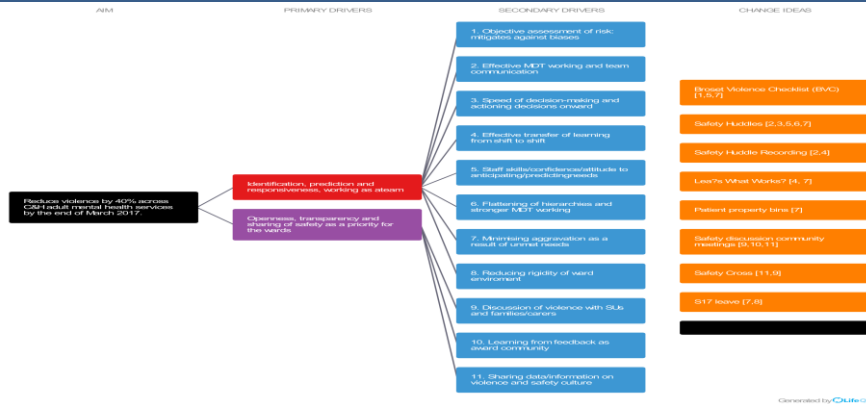 AIM
PRIMARY DRIVERS
SECONDARY DRIVERS
CHANGE IDEAS
Reduce violence by 40% across
C&H adult mental health services
by the end of March 2017.
Identification, prediction and
responsiveness, working as ateam
Openness, transparency and
sharing of safety as a priority for
the wards
1. Objective assessment of risk:
mitigates against biases
2. Effective MDT working and team
communication
3. Speed of decision-making and
actioning decisions onward
4. Effective transfer of learning
from shift to shift
5. Staff skills/confidence/attitude to
anticipating/predictingneeds
6. Flattening of hierarchies and
stronger MDT working
7. Minimising aggravation as a
result of unmet needs
8. Reducing rigidity of ward
enviroment
9. Discussion of violence with SUs
and families/carers
10. Learning from feedback as
award community
11. Sharing data/information on
violence and safety culture
Broset Violence Checklist (BVC)
[1,5,7]
Safety Huddles [2,3,5,6,7]
Safety Huddle Recording [2,4]
Lea?s What Works? [4, 7]
Patient property bins [7]
Safety discussion community
meetings [9,10,11]
Safety Cross [11,9]
S17 leave [7,8]
Generated by Life